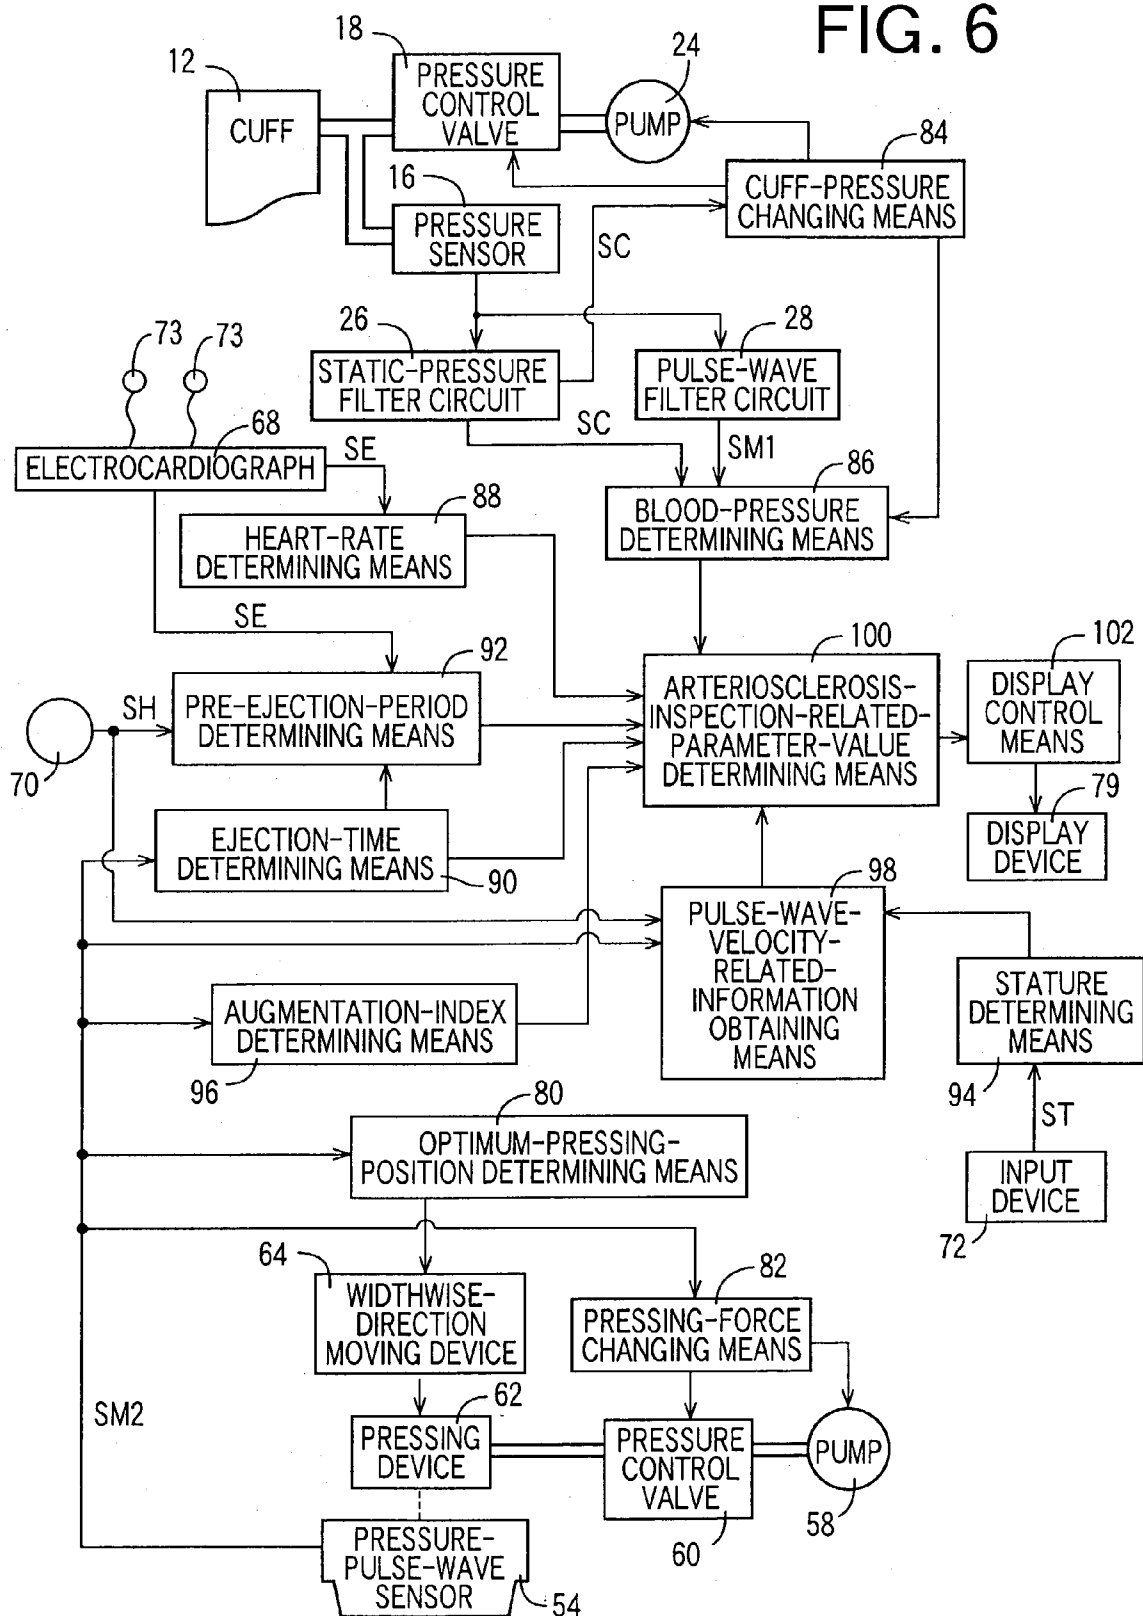 FIG. 6
18
12
24
PRESSURE
CONTROL
VALVE
CUFF
PUMP
84
16
CUFF-PRESSURE
CHANGING MEANS
PRESSURE
SENSOR
SC
73
73
26
28
STATIC-PRESSURE
FILTER CIRCUIT
PULSE-WAVE
FILTER CIRCUIT
68
SE
SC
SM1
86
ELECTROCARDIOGRAPH
88
BLOOD-PRESSURE
DETERMINING MEANS
HEART-RATE
DETERMINING MEANS
SE
92
100
102
SH
PRE-EJECTION-PERIOD
DETERMINING MEANS
ARTERIOSCLEROSIS-
INSPECTION-RELATED-
PARAMETER-VALUE
DETERMINING MEANS
DISPLAY
CONTROL
MEANS
70
79
EJECTION-TIME
DETERMINING MEANS
90
DISPLAY
DEVICE
98
PULSE-WAVE-
VELOCITY-
RELATED-
INFORMATION
OBTAINING
MEANS
AUGMENTATION-INDEX
DETERMINING MEANS
96
STATURE
DETERMINING
MEANS
94
80
ST
OPTIMUM-PRESSING-
POSITION DETERMINING MEANS
INPUT
DEVICE
72
64
82
WIDTHWISE-
DIRECTION
MOVING DEVICE
PRESSING-FORCE
CHANGING MEANS
62
SM2
PRESSING
DEVICE
PRESSURE
CONTROL
VALVE
PUMP
58
60
PRESSURE-
PULSE-WAVE
SENSOR
54